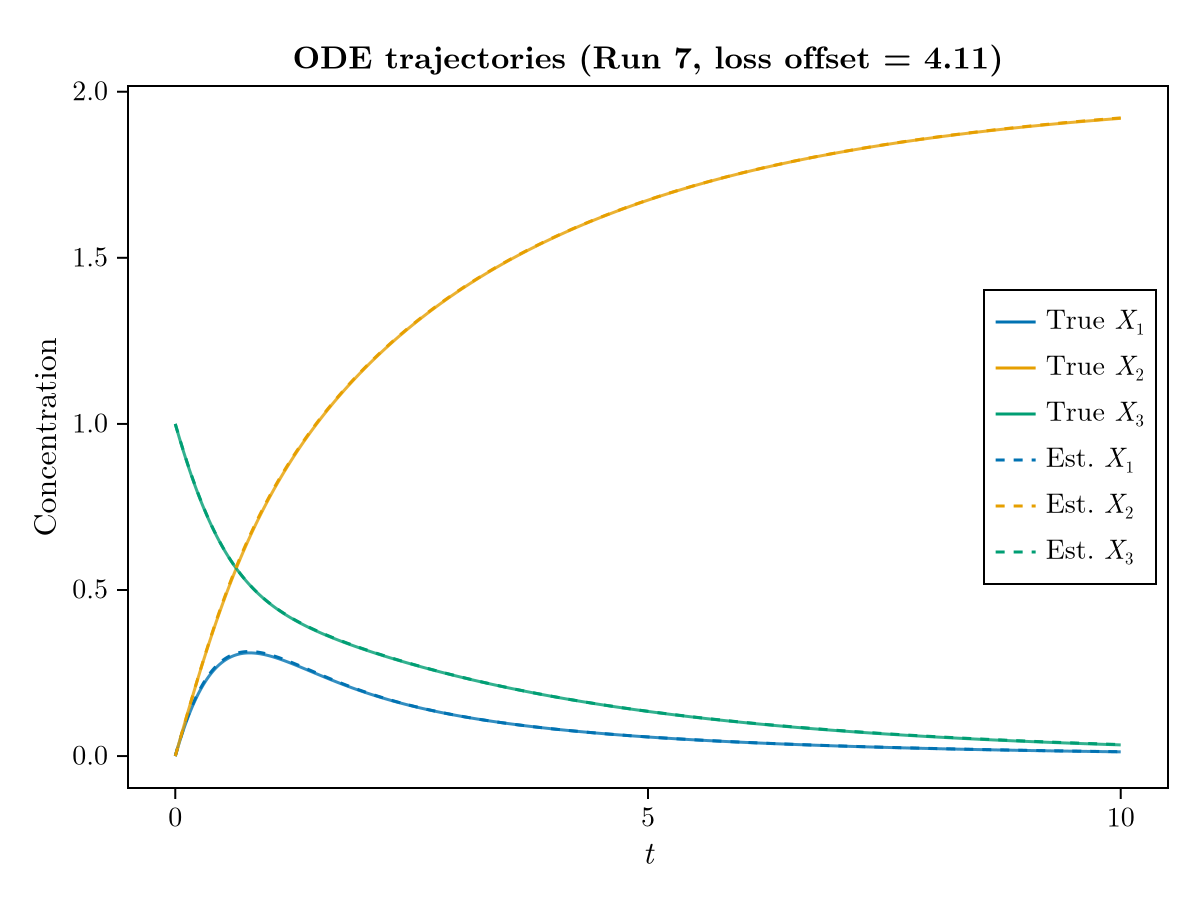 ODE trajectories (Run 7, loss offset = 4.11)
2.0
1.5
1.0
0.5
0.0
Concentration
0
5
10
t
True X₁
True X₂
True X₃
Est. X₁
Est. X₂
Est. X₃